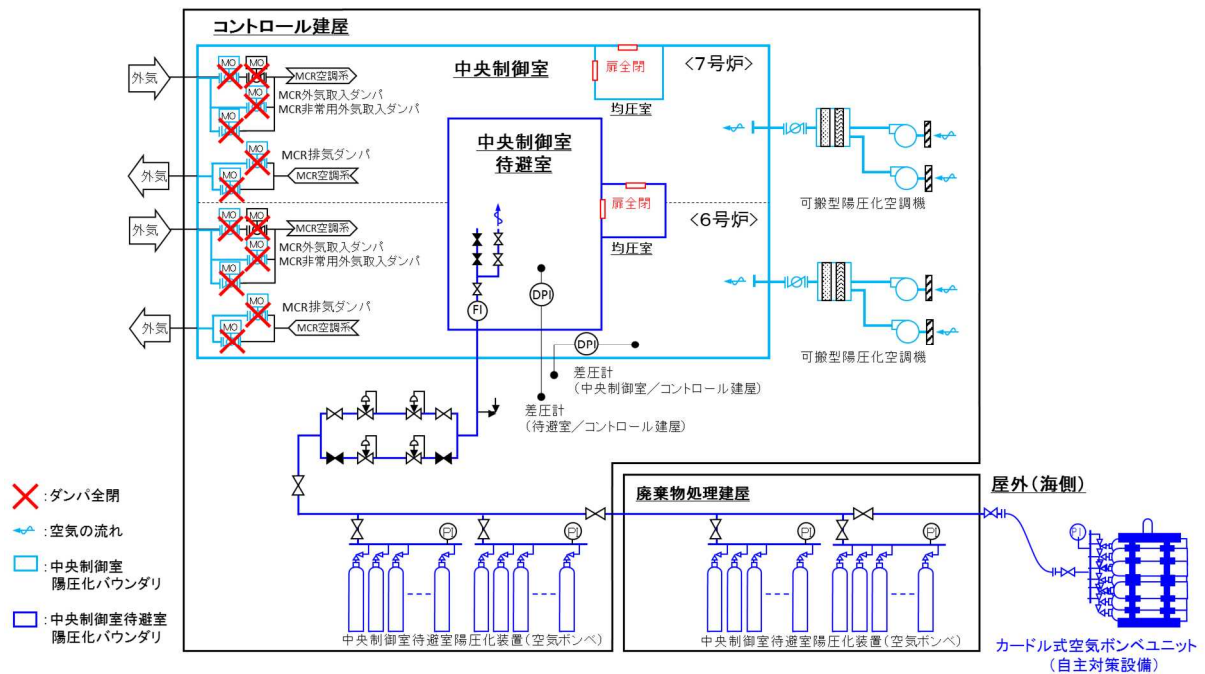 コントロール建屋
中央制御室
<7号炉>
扉全閉
均圧室
外気
MO
MO
MCR空調系
MO
MCR外気取入ダンパ
MCR非常用外気取入ダンパ
MO
MO
MCR排気ダンパ
外気
MO
MCR空調系
中央制御室
待避室
扉全閉
均圧室
<6号炉>
可搬型陽圧化空調機
外気
MO
MO
MCR空調系
MO
MCR外気取入ダンパ
MCR非常用外気取入ダンパ
MO
MO
MCR排気ダンパ
外気
MO
MCR空調系
FI
DPI
DPI
可搬型陽圧化空調機
差圧計
(中央制御室/コントロール建屋)
差圧計
(待避室/コントロール建屋)
:ダンパ全閉
:空気の流れ
:中央制御室
陽圧化バウンダリ
:中央制御室待避室
陽圧化バウンダリ
廃棄物処理建屋
屋外(海側)
PI
PI
PI
PI
PI
中央制御室待避室陽圧化装置(空気ボンベ)
中央制御室待避室陽圧化装置(空気ボンベ)
カードル式空気ボンベユニット
(自主対策設備)